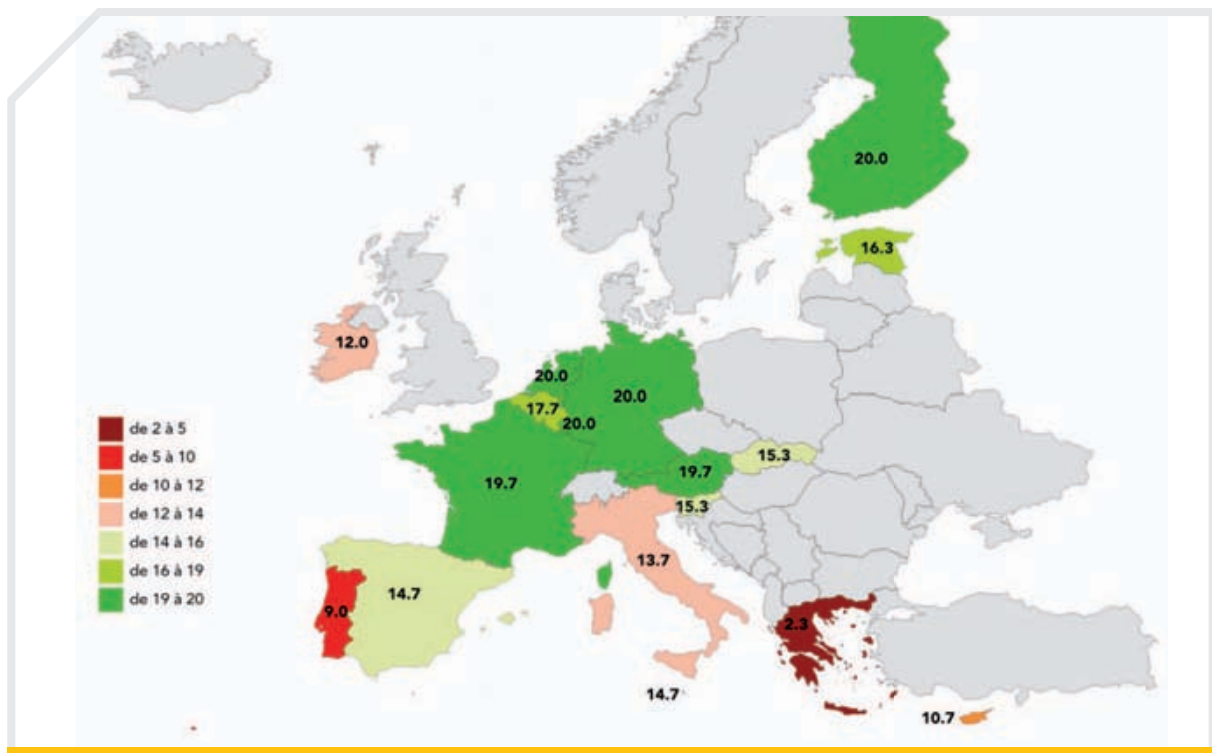 20.0
16.3
12.0
20.0
20.0
17.7
20.0
de 2 à 5
de 5 à 10
de 10 à 12
de 12 à 14
de 14 à 16
de 16 à 19
de 19 à 20
15.3
19.7
19.7
15.3
13.7
14.7
9.0
2.3
14.7
10.7